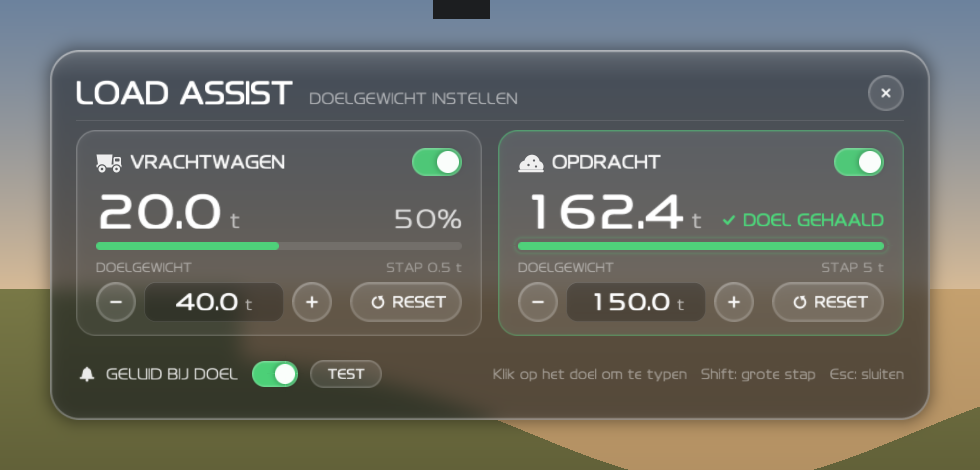 LOAD ASSIST DOELGEWICHT INSTELLEN
VRACHTWAGEN
20.0 t 50%
DOELGEWICHT STAP 0.5 t
− 40.0 t + RESET
OPDRACHT
162.4 t ✓ DOEL GEHAALD
DOELGEWICHT STAP 5 t
− 150.0 t + RESET
GELUID BIJ DOEL TEST
Klik op het doel om te typen Shift: grote stap Esc: sluiten